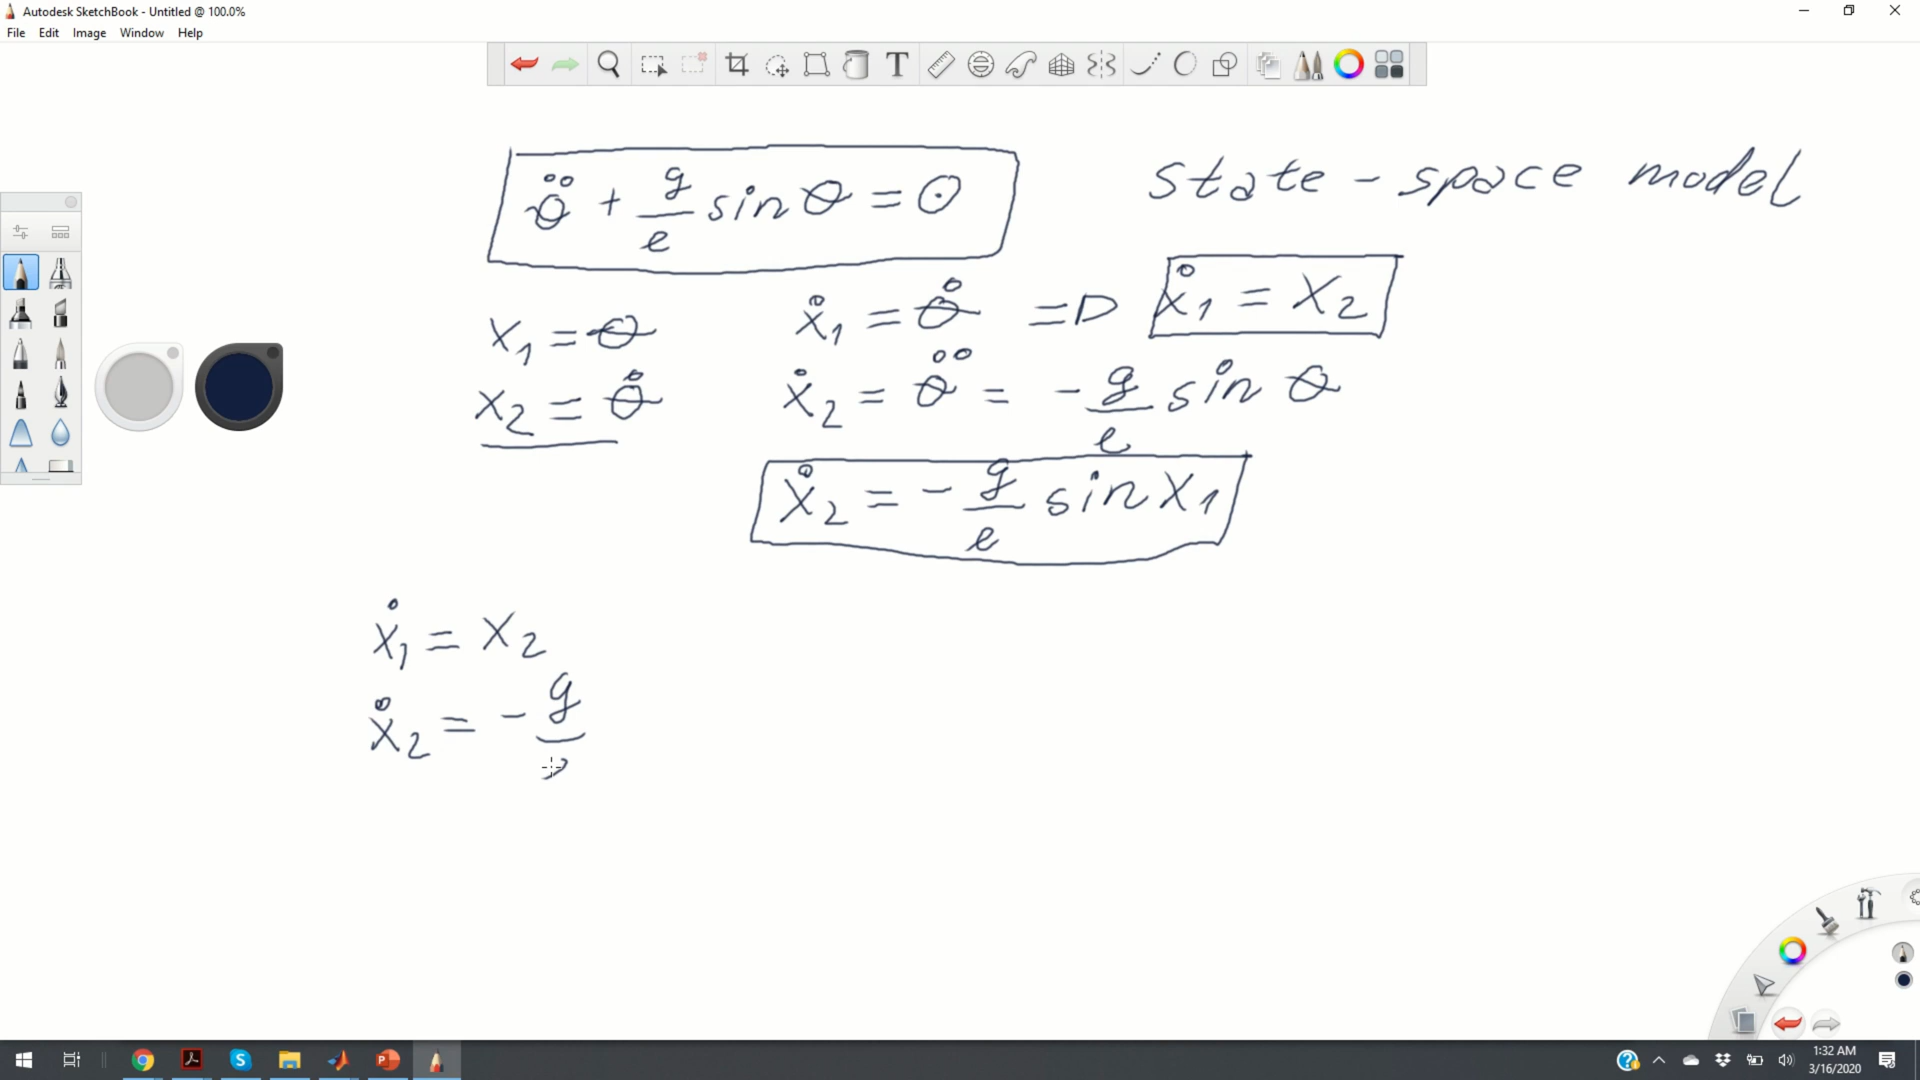 Autodesk SketchBook - Untitled @ 100.0%
File Edit Image Window Help
θ̈ + g/l sin θ = 0
state - space model
x₁ = θ
ẋ₁ = θ̇ => ẋ₁ = x₂
x₂ = θ̇
ẋ₂ = θ̈ = - g/l sin θ
ẋ₂ = - g/l sin x₁
ẋ₁ = x₂
ẋ₂ = - g/
1:32 AM
3/16/2020